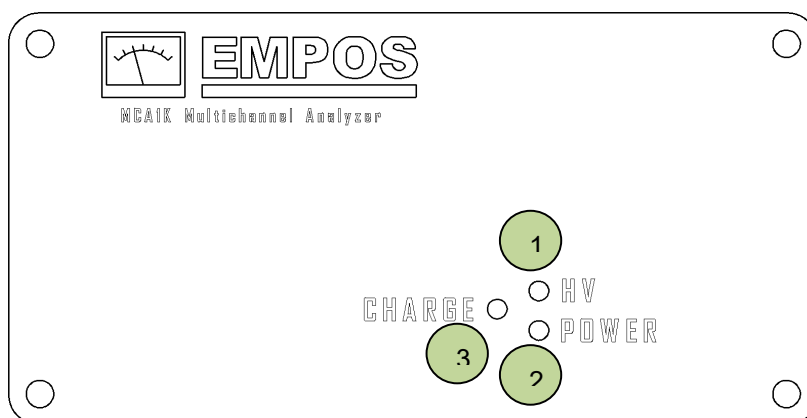 EMPOS
MCA1K Multichannel Analyzer
1
HV
CHARGE
POWER
3
2